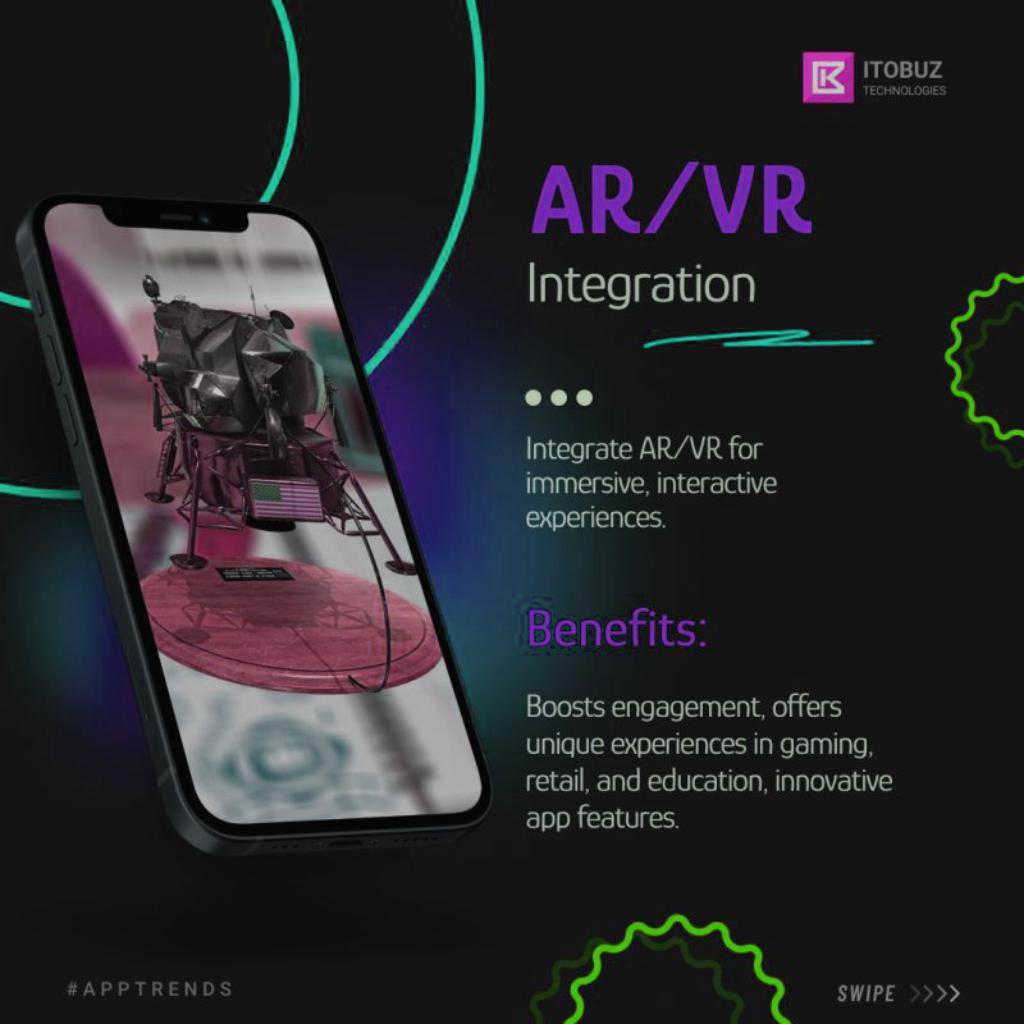 ITOBUZ
TECHNOLOGIES
AR/VR
Integration
Integrate AR/VR for
immersive, interactive
experiences.
Benefits:
Boosts engagement, offers
unique experiences in gaming,
retail, and education, innovative
app features.
#APPTRENDS
SWIPE >>>>